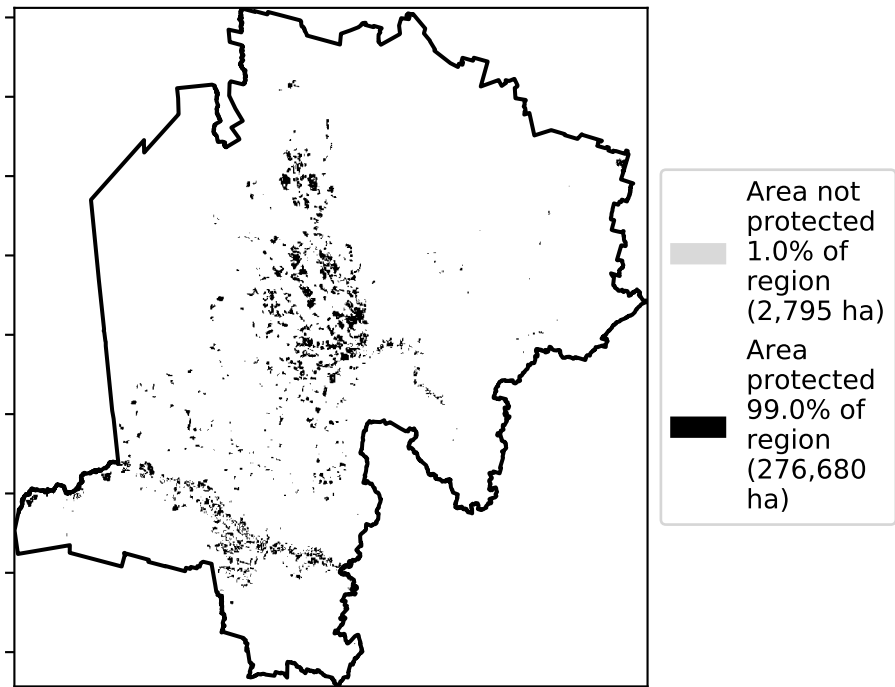 Area not
protected
1.0% of
region
(2,795 ha)
Area
protected
99.0% of
region
(276,680
ha)